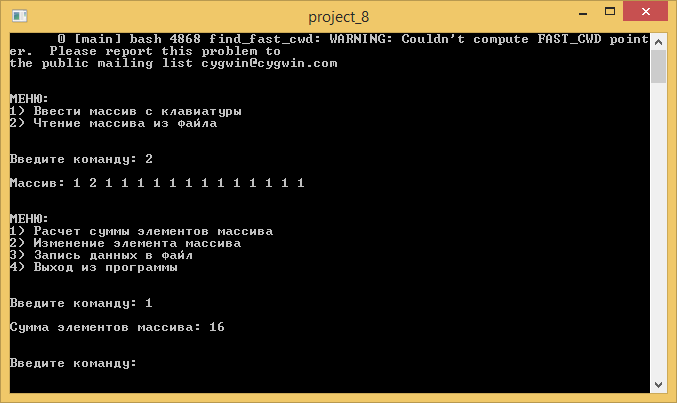 project_8
0 [main] bash 4868 find_fast_cwd: WARNING: Couldn't compute FAST_CWD point
er.  Please report this problem to
the public mailing list cygwin@cygwin.com
МЕНЮ:
1) Ввести массив с клавиатуры
2) Чтение массива из файла
Введите команду: 2
Массив: 1 2 1 1 1 1 1 1 1 1 1 1 1 1 1
МЕНЮ:
1) Расчет суммы элементов массива
2) Изменение элемента массива
3) Запись данных в файл
4) Выход из программы
Введите команду: 1
Сумма элементов массива: 16
Введите команду: